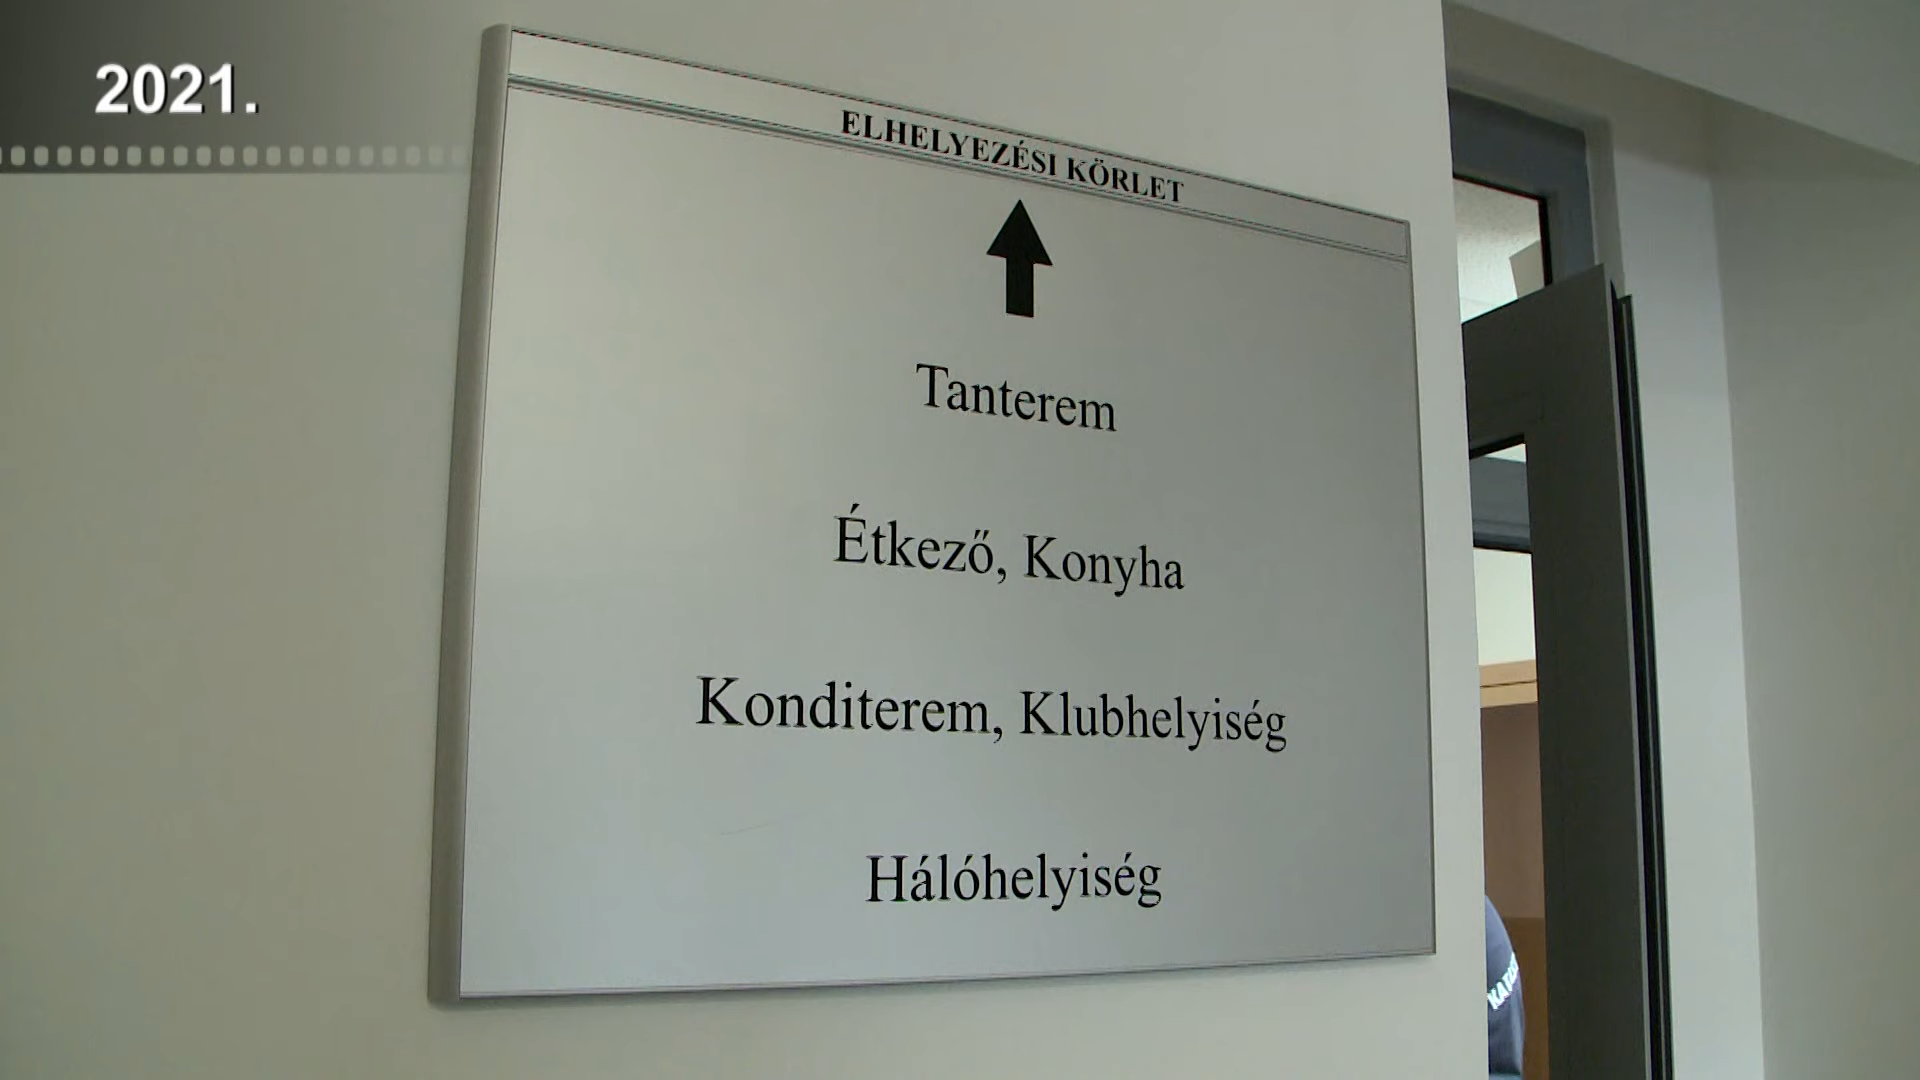 2021.
ELHELYEZÉSI KÖRLET
Tanterem
Étkező, Konyha
Konditerem, Klubhelyiség
Hálóhelyiség